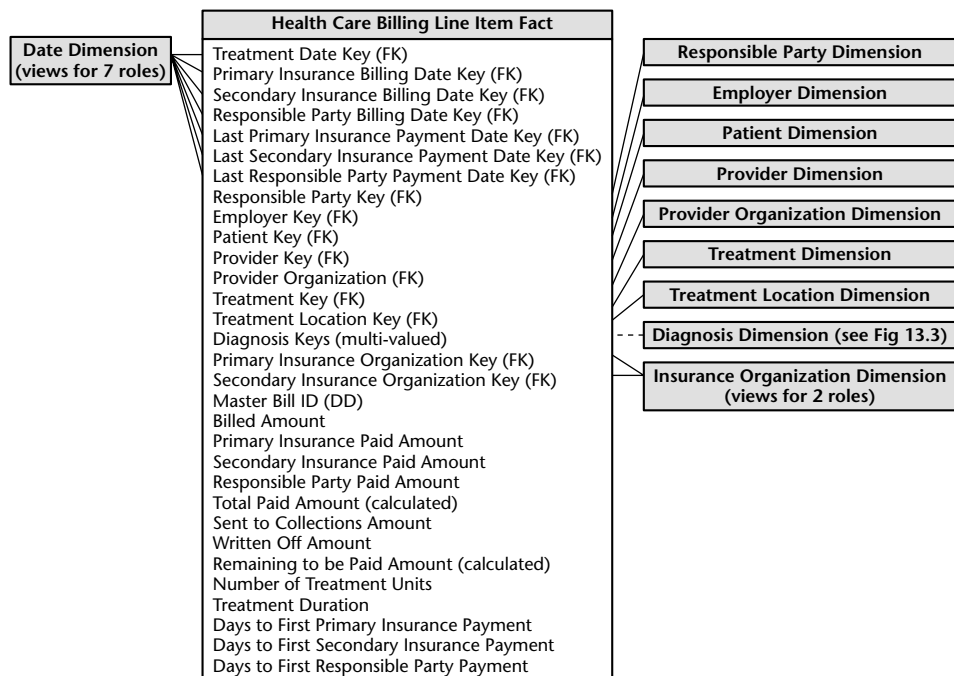 Health Care Billing Line Item Fact
Date Dimension
(views for 7 roles)
Treatment Date Key (FK)
Primary Insurance Billing Date Key (FK)
Secondary Insurance Billing Date Key (FK)
Responsible Party Billing Date Key (FK)
Last Primary Insurance Payment Date Key (FK)
Last Secondary Insurance Payment Date Key (FK)
Last Responsible Party Payment Date Key (FK)
Responsible Party Key (FK)
Employer Key (FK)
Patient Key (FK)
Provider Key (FK)
Provider Organization (FK)
Treatment Key (FK)
Treatment Location Key (FK)
Diagnosis Keys (multi-valued)
Primary Insurance Organization Key (FK)
Secondary Insurance Organization Key (FK)
Master Bill ID (DD)
Billed Amount
Primary Insurance Paid Amount
Secondary Insurance Paid Amount
Responsible Party Paid Amount
Total Paid Amount (calculated)
Sent to Collections Amount
Written Off Amount
Remaining to be Paid Amount (calculated)
Number of Treatment Units
Treatment Duration
Days to First Primary Insurance Payment
Days to First Secondary Insurance Payment
Days to First Responsible Party Payment
Responsible Party Dimension
Employer Dimension
Patient Dimension
Provider Dimension
Provider Organization Dimension
Treatment Dimension
Treatment Location Dimension
Diagnosis Dimension (see Fig 13.3)
Insurance Organization Dimension
(views for 2 roles)